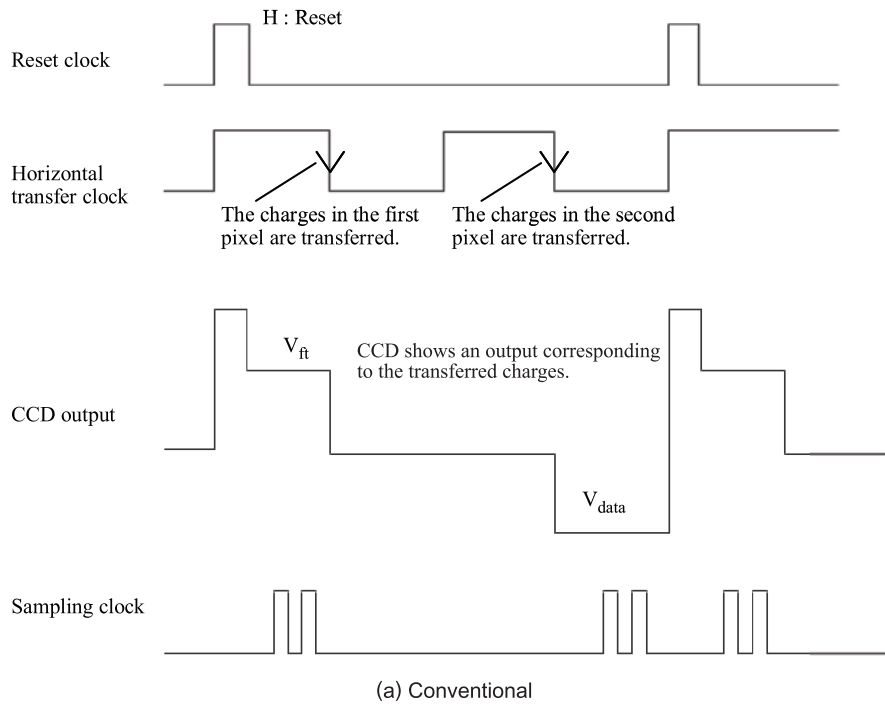 H : Reset
Reset clock
Horizontal
transfer clock
The charges in the first
pixel are transferred.
The charges in the second
pixel are transferred.
Vft
CCD shows an output corresponding
to the transferred charges.
CCD output
Vdata
Sampling clock
(a) Conventional